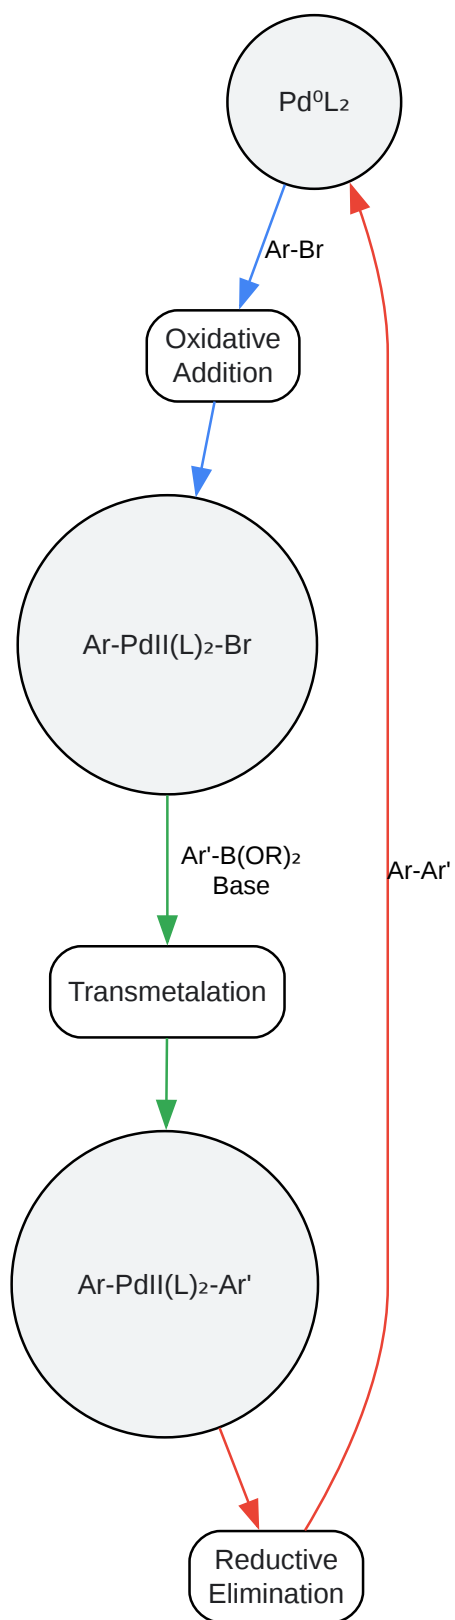 Pd⁰L₂
Ar-Br
Oxidative
Addition
Ar-PdII(L)₂-Br
Ar'-B(OR)₂
Base
Ar-Ar'
Transmetalation
Ar-PdII(L)₂-Ar'
Reductive
Elimination